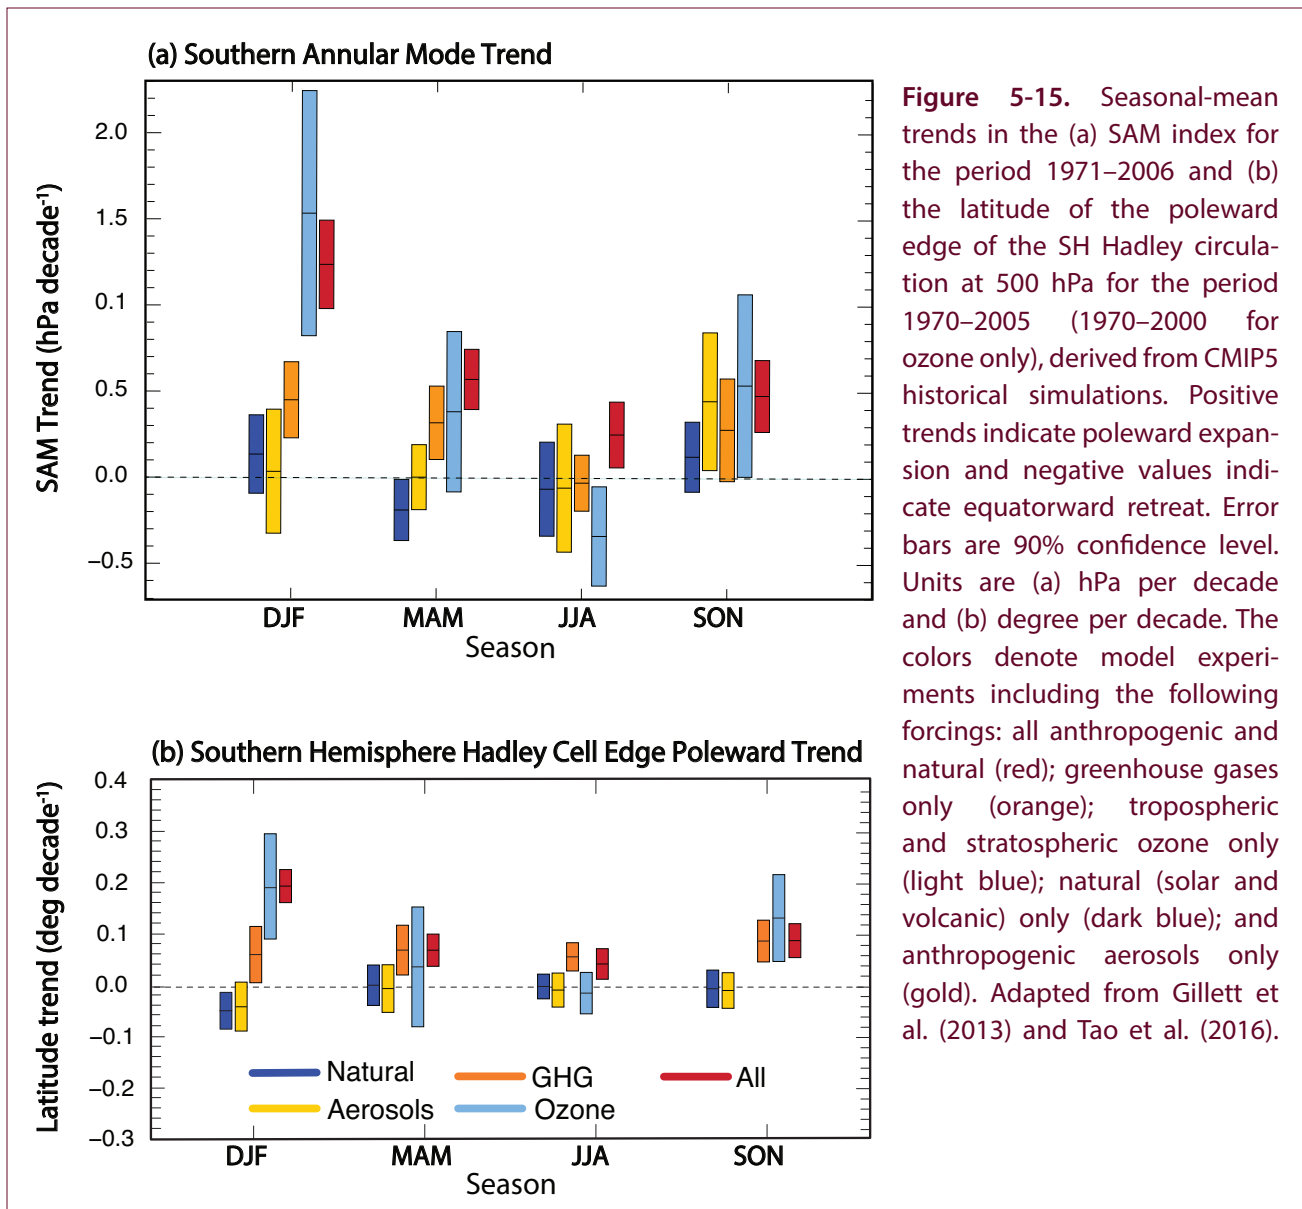 (a) Southern Annular Mode Trend
SAM Trend (hPa decade-1)
2.0
1.5
0.1
0.5
0.0
−0.5
DJF MAM JJA SON
Season
(b) Southern Hemisphere Hadley Cell Edge Poleward Trend
Latitude trend (deg decade-1)
0.4
0.3
0.2
0.1
0.0
−0.1
−0.2
−0.3
Natural GHG All
Aerosols Ozone
DJF MAM JJA SON
Season
Figure 5-15. Seasonal-mean
trends in the (a) SAM index for
the period 1971–2006 and (b)
the latitude of the poleward
edge of the SH Hadley circula-
tion at 500 hPa for the period
1970–2005 (1970–2000 for
ozone only), derived from CMIP5
historical simulations. Positive
trends indicate poleward expan-
sion and negative values indi-
cate equatorward retreat. Error
bars are 90% confidence level.
Units are (a) hPa per decade
and (b) degree per decade. The
colors denote model experi-
ments including the following
forcings: all anthropogenic and
natural (red); greenhouse gases
only (orange); tropospheric
and stratospheric ozone only
(light blue); natural (solar and
volcanic) only (dark blue); and
anthropogenic aerosols only
(gold). Adapted from Gillett et
al. (2013) and Tao et al. (2016).